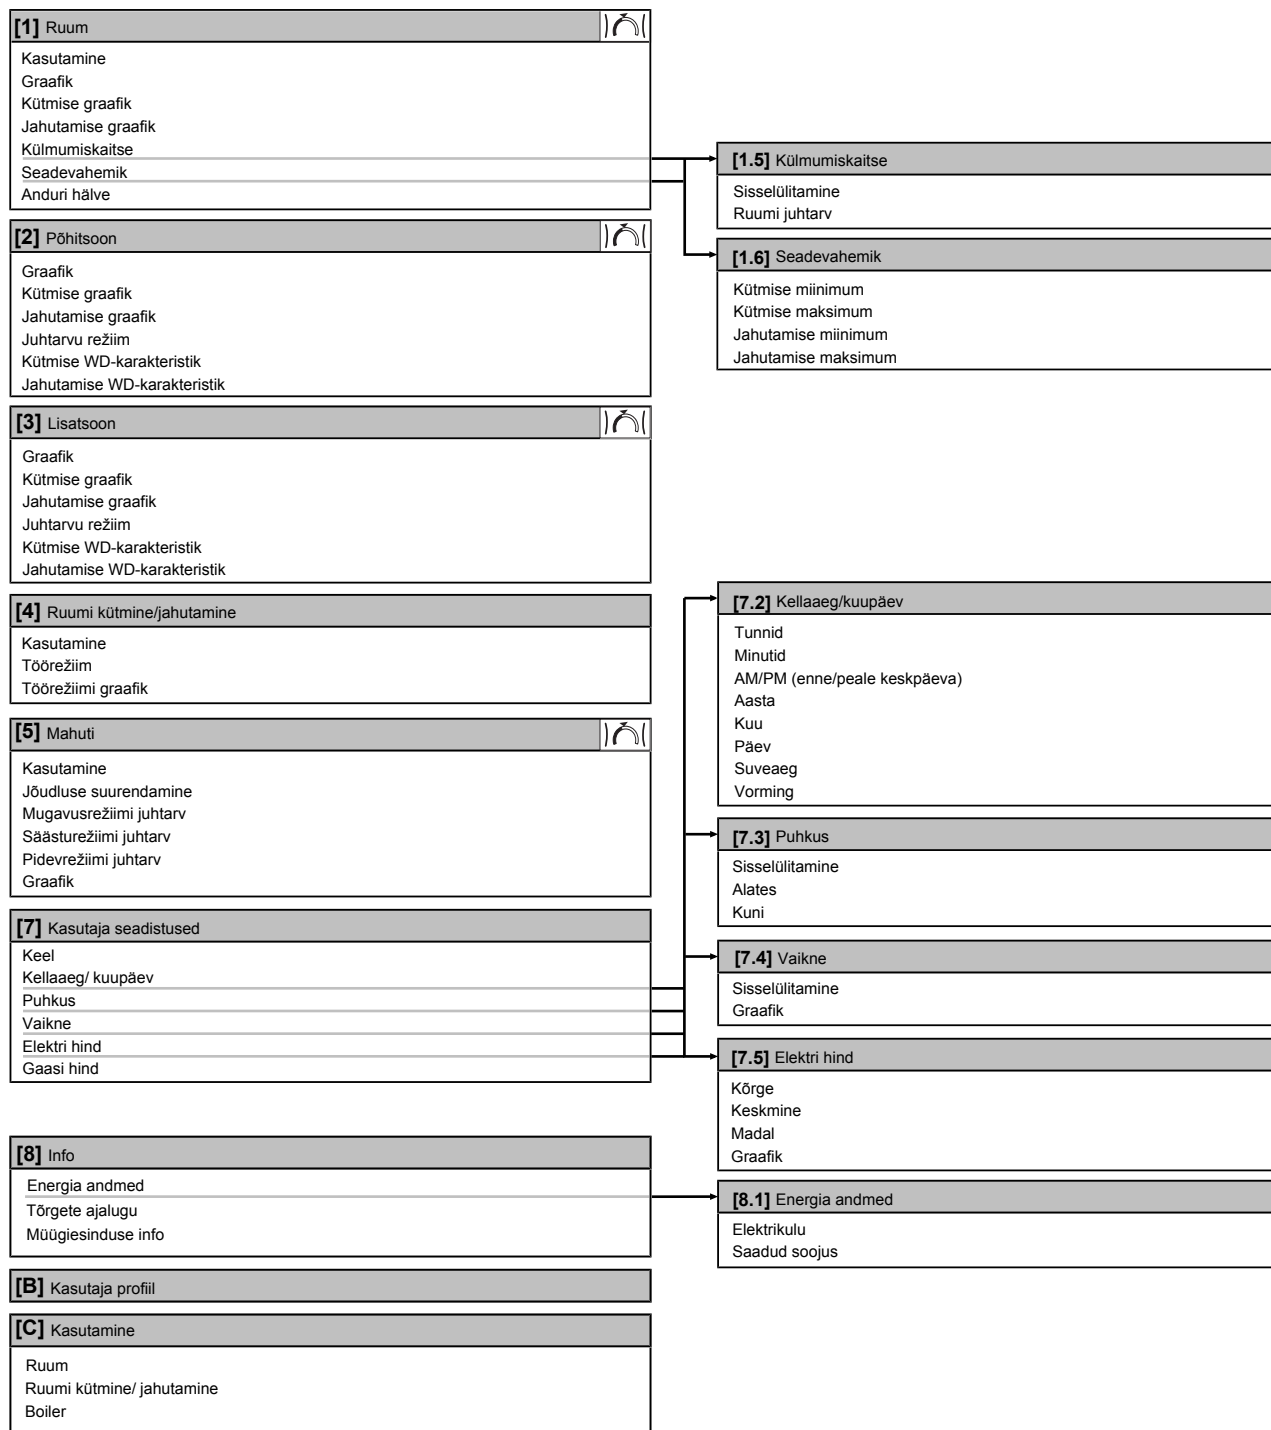 [1] Ruum
Kasutamine
Graafik
Kütmise graafik
Jahutamise graafik
Külmumiskaitse
Seadevahemik
Anduri hälve
[1.5] Külmumiskaitse
Sisselülitamine
Ruumi juhtarv
[1.6] Seadevahemik
Kütmise miinimum
Kütmise maksimum
Jahutamise miinimum
Jahutamise maksimum
[2] Põhitsoon
Graafik
Kütmise graafik
Jahutamise graafik
Juhtarvu režiim
Kütmise WD-karakteristik
Jahutamise WD-karakteristik
[3] Lisatsoon
Graafik
Kütmise graafik
Jahutamise graafik
Juhtarvu režiim
Kütmise WD-karakteristik
Jahutamise WD-karakteristik
[4] Ruumi kütmine/jahutamine
Kasutamine
Töörežiim
Töörežiimi graafik
[5] Mahuti
Kasutamine
Jõudluse suurendamine
Mugavusrežiimi juhtarv
Säästurežiimi juhtarv
Pidevrežiimi juhtarv
Graafik
[7] Kasutaja seadistused
Keel
Kellaaeg/ kuupäev
Puhkus
Vaikne
Elektri hind
Gaasi hind
[7.2] Kellaaeg/kuupäev
Tunnid
Minutid
AM/PM (enne/peale keskpäeva)
Aasta
Kuu
Päev
Suveaeg
Vorming
[7.3] Puhkus
Sisselülitamine
Alates
Kuni
[7.4] Vaikne
Sisselülitamine
Graafik
[7.5] Elektri hind
Kõrge
Keskmine
Madal
Graafik
[8] Info
Energia andmed
Tõrgete ajalugu
Müügiesinduse info
[8.1] Energia andmed
Elektrikulu
Saadud soojus
[B] Kasutaja profiil
[C] Kasutamine
Ruum
Ruumi kütmine/ jahutamine
Boiler